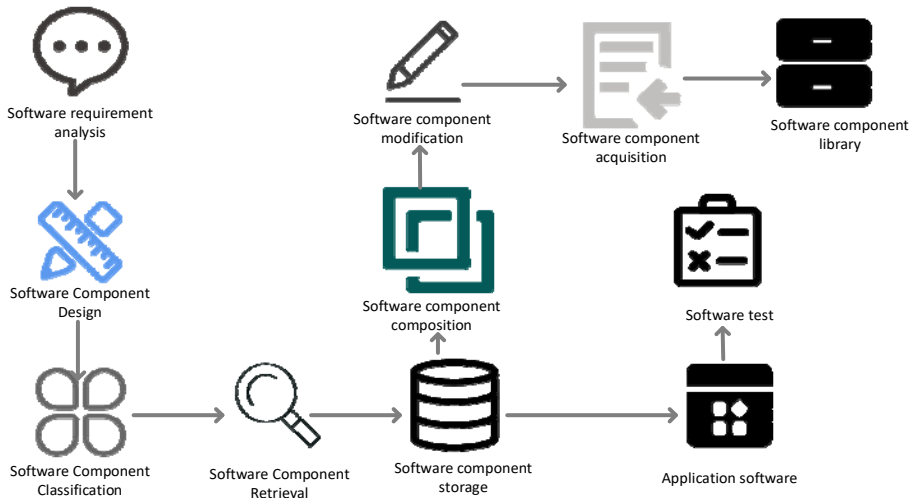 Software requirement
analysis
Software component
modification
Software component
acquisition
Software component
library
Software Component
Design
Software component
composition
Software test
Software Component
Classification
Software Component
Retrieval
Software component
storage
Application software